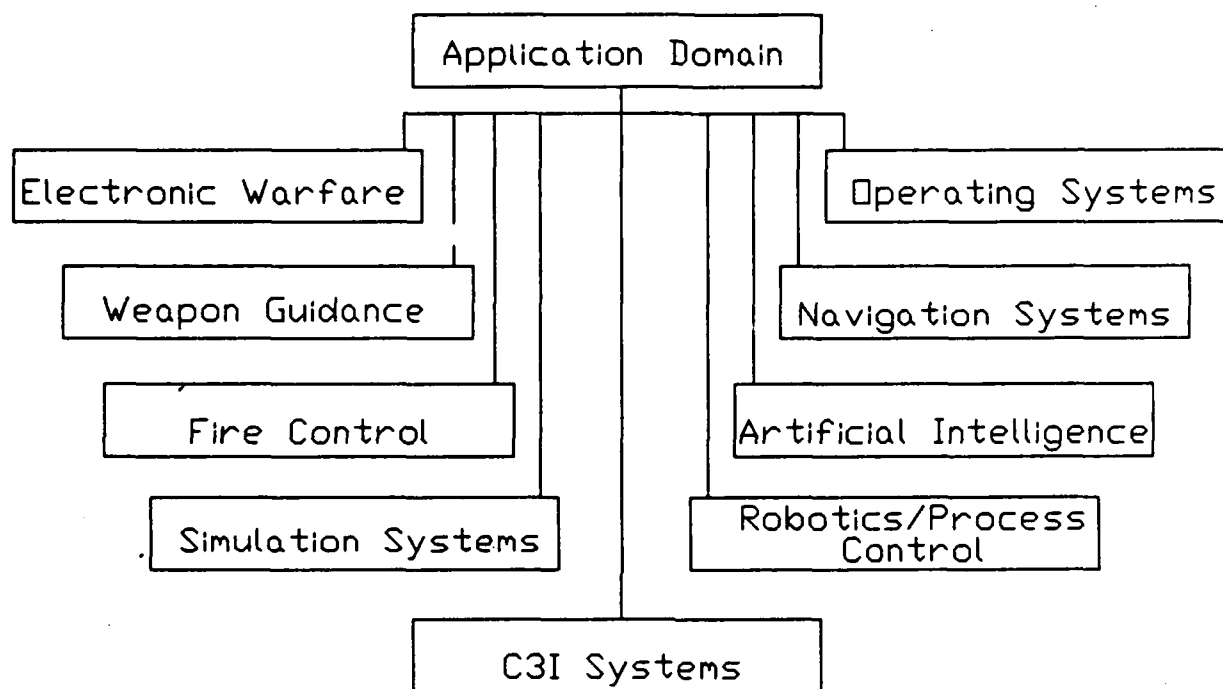 Application Domain
Electronic Warfare
Operating Systems
Weapon Guidance
Navigation Systems
Fire Control
Artificial Intelligence
Simulation Systems
Robotics/Process
Control
C3I Systems